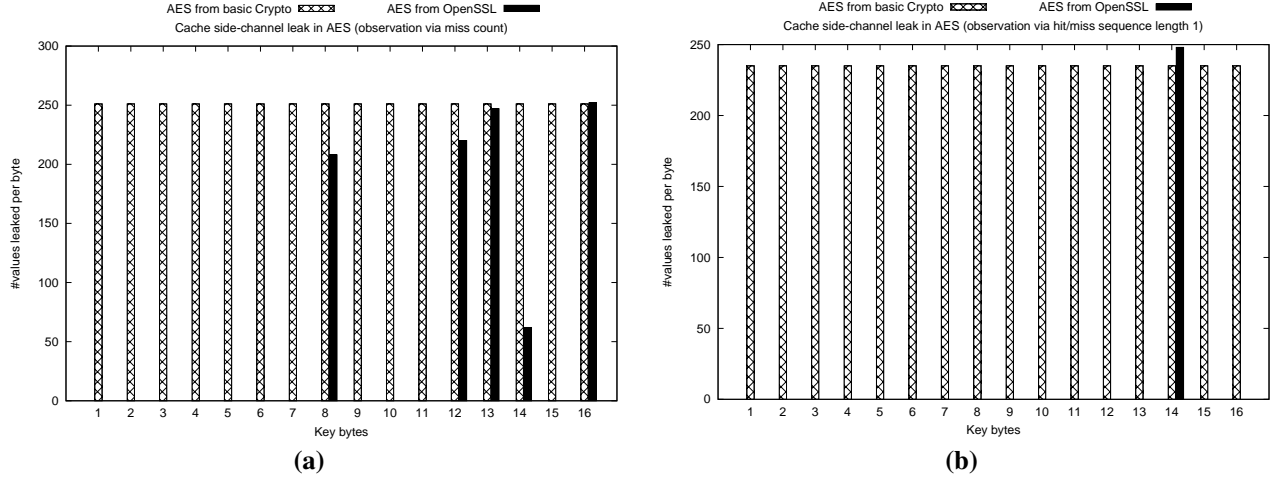 AES from basic Crypto AES from OpenSSL
Cache side-channel leak in AES (observation via miss count)
#values leaked per byte
300
250
200
150
100
50
0
1 2 3 4 5 6 7 8 9 10 11 12 13 14 15 16
Key bytes
(a)
AES from basic Crypto AES from OpenSSL
Cache side-channel leak in AES (observation via hit/miss sequence length 1)
#values leaked per byte
250
200
150
100
50
0
1 2 3 4 5 6 7 8 9 10 11 12 13 14 15 16
Key bytes
(b)